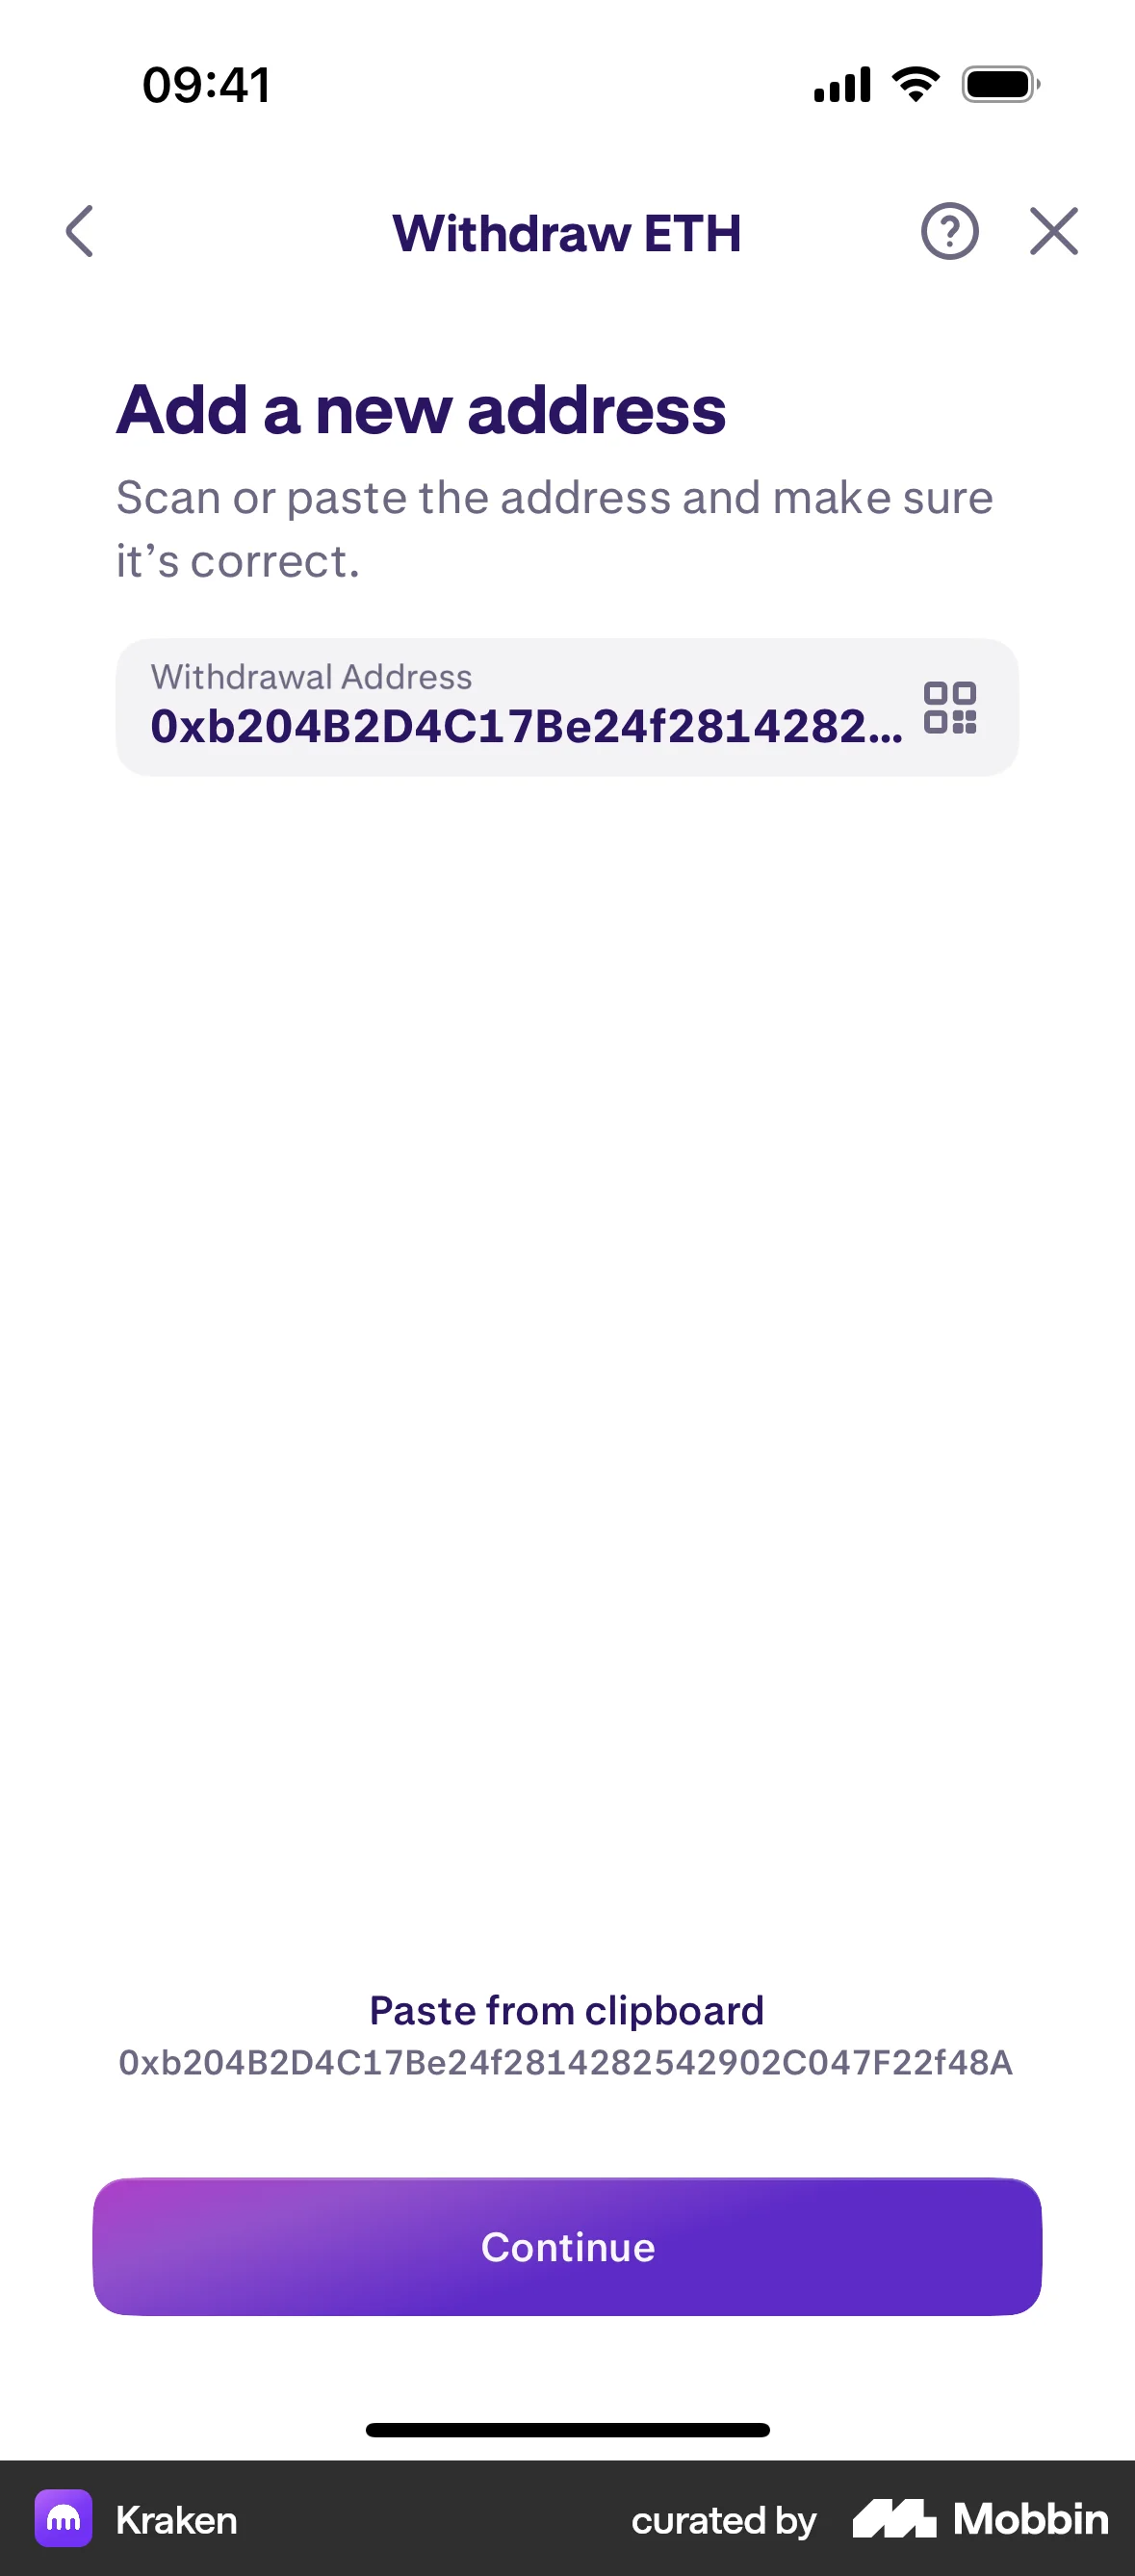 09:41
Withdraw ETH
Add a new address
Scan or paste the address and make sure
it’s correct.
Withdrawal Address
0xb204B2D4C17Be24f2814282...
Paste from clipboard
0xb204B2D4C17Be24f2814282542902C047F22f48A
Continue
Kraken
curated by Mobbin